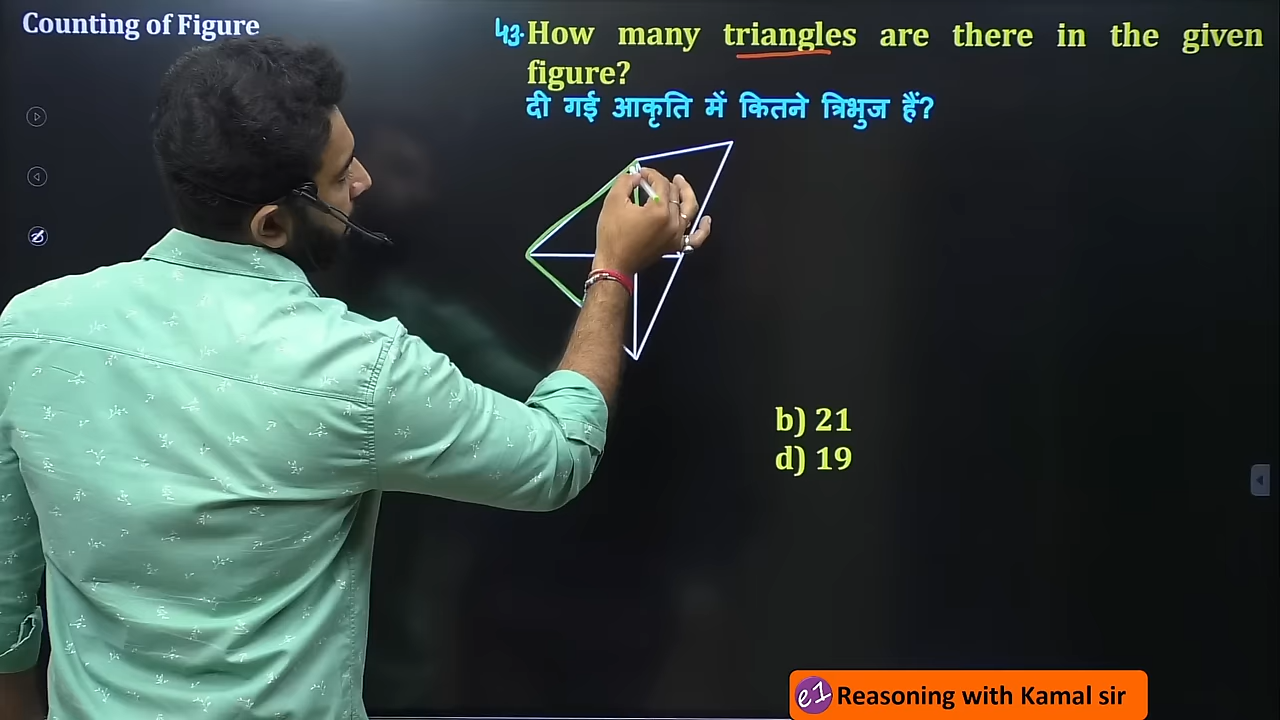 Counting of Figure
43. How many triangles are there in the given
figure?
दी गई आकृति में कितने त्रिभुज हैं?
b) 21
d) 19
e1 Reasoning with Kamal sir